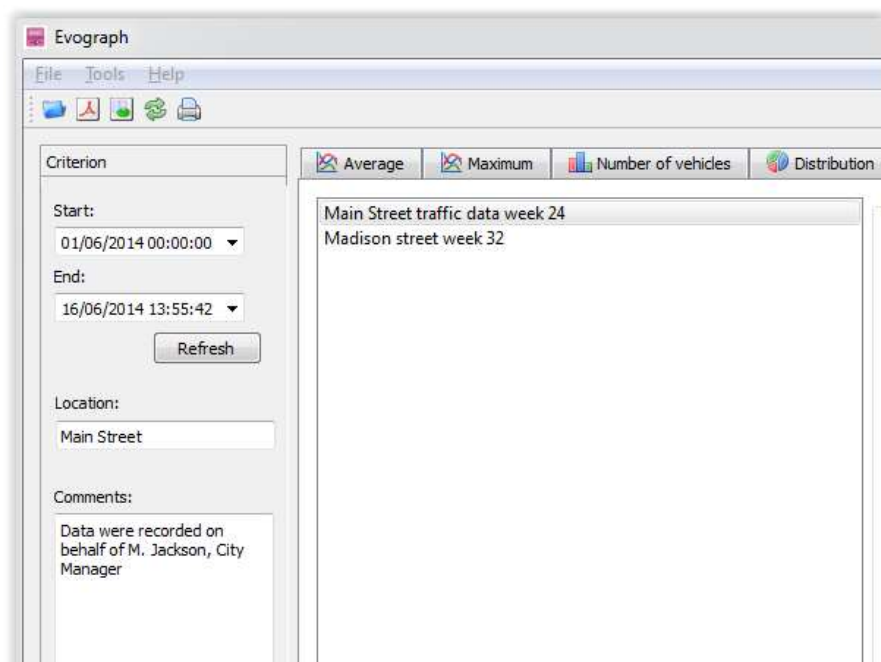 Evograph
File Tools Help
Criterion
Average Maximum Number of vehicles Distribution
Start:
01/06/2014 00:00:00
End:
16/06/2014 13:55:42
Refresh
Location:
Main Street
Comments:
Data were recorded on
behalf of M. Jackson, City
Manager
Main Street traffic data week 24
Madison street week 32